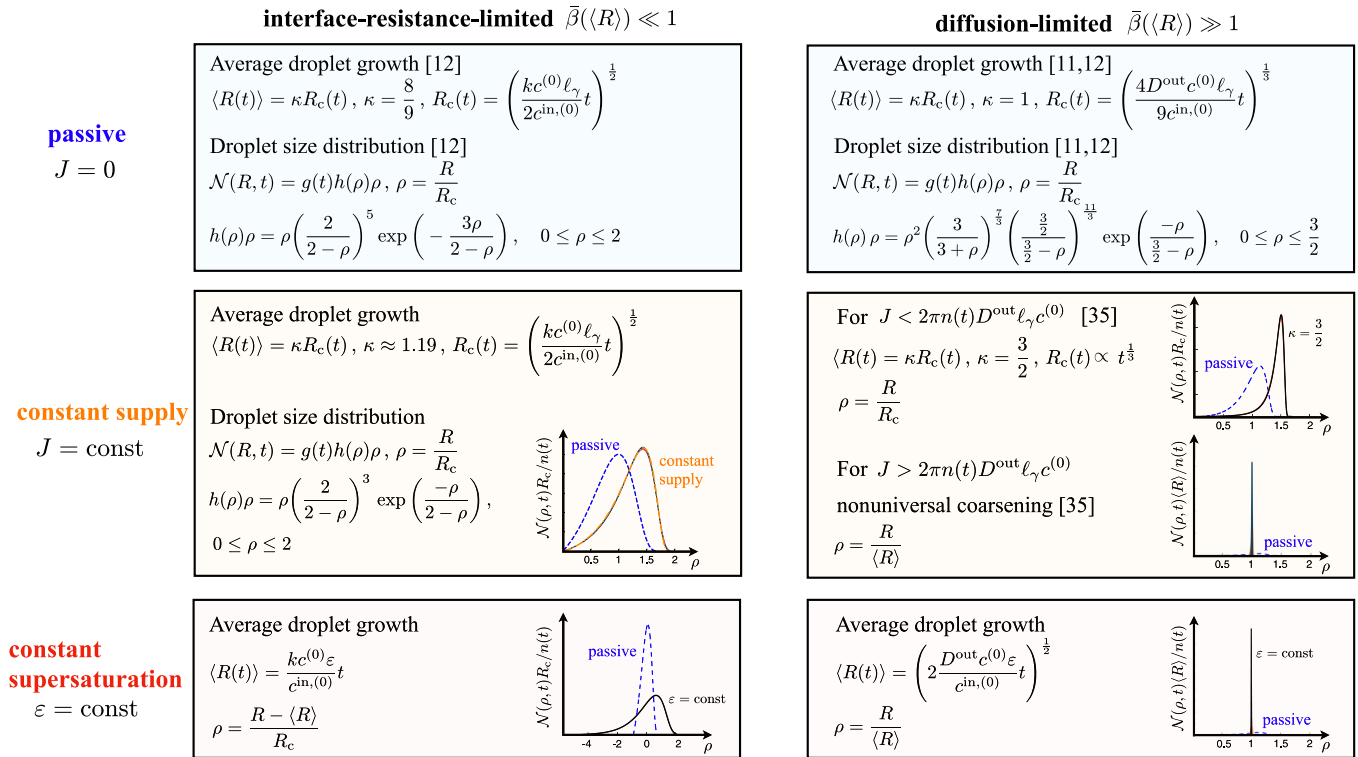 interface-resistance-limited β̄(⟨R⟩) ≪ 1
diffusion-limited β̄(⟨R⟩) ≫ 1
passive
J = 0
Average droplet growth [12]
⟨R(t)⟩ = κR_c(t) , κ = 8/9 , R_c(t) = (kc^(0)ℓ_γ / 2c^{in,(0)} t)^{1/2}
Droplet size distribution [12]
𝒩(R, t) = g(t)h(ρ)ρ , ρ = R/R_c
h(ρ)ρ = ρ(2/(2 − ρ))^5 exp(− 3ρ/(2 − ρ)) , 0 ≤ ρ ≤ 2
Average droplet growth [11,12]
⟨R(t)⟩ = κR_c(t) , κ = 1 , R_c(t) = (4D^out c^(0)ℓ_γ / 9c^{in,(0)} t)^{1/3}
Droplet size distribution [11,12]
𝒩(R, t) = g(t)h(ρ)ρ , ρ = R/R_c
h(ρ) ρ = ρ^2 (3/(3 + ρ))^{7/3} ((3/2)/(3/2 − ρ))^{11/3} exp(−ρ/(3/2 − ρ)) , 0 ≤ ρ ≤ 3/2
constant supply
J = const
Average droplet growth
⟨R(t)⟩ = κR_c(t) , κ ≈ 1.19 , R_c(t) = (kc^(0)ℓ_γ / 2c^{in,(0)} t)^{1/2}
Droplet size distribution
𝒩(R, t) = g(t)h(ρ)ρ , ρ = R/R_c
h(ρ)ρ = ρ(2/(2 − ρ))^3 exp(−ρ/(2 − ρ)) ,
0 ≤ ρ ≤ 2
𝒩(ρ, t)R_c/n(t)
passive
constant
supply
0.5 1 1.5 2 ρ
For J < 2πn(t)D^out ℓ_γ c^(0) [35]
⟨R(t) = κR_c(t) , κ = 3/2 , R_c(t) ∝ t^{1/3}
ρ = R/R_c
𝒩(ρ, t)R_c/n(t)
passive
κ = 3/2
0.5 1 1.5 2 ρ
For J > 2πn(t)D^out ℓ_γ c^(0)
nonuniversal coarsening [35]
ρ = R/⟨R⟩
𝒩(ρ, t)⟨R⟩/n(t)
passive
0.5 1 1.5 2 ρ
constant
supersaturation
ε = const
Average droplet growth
⟨R(t)⟩ = kc^(0)ε / c^{in,(0)} t
ρ = (R − ⟨R⟩)/R_c
𝒩(ρ, t)R_c/n(t)
passive
ε = const
-4 -2 0 2 ρ
Average droplet growth
⟨R(t)⟩ = (2 D^out c^(0)ε / c^{in,(0)} t)^{1/2}
ρ = R/⟨R⟩
𝒩(ρ, t)⟨R⟩/n(t)
ε = const
passive
0.5 1 1.5 2 ρ